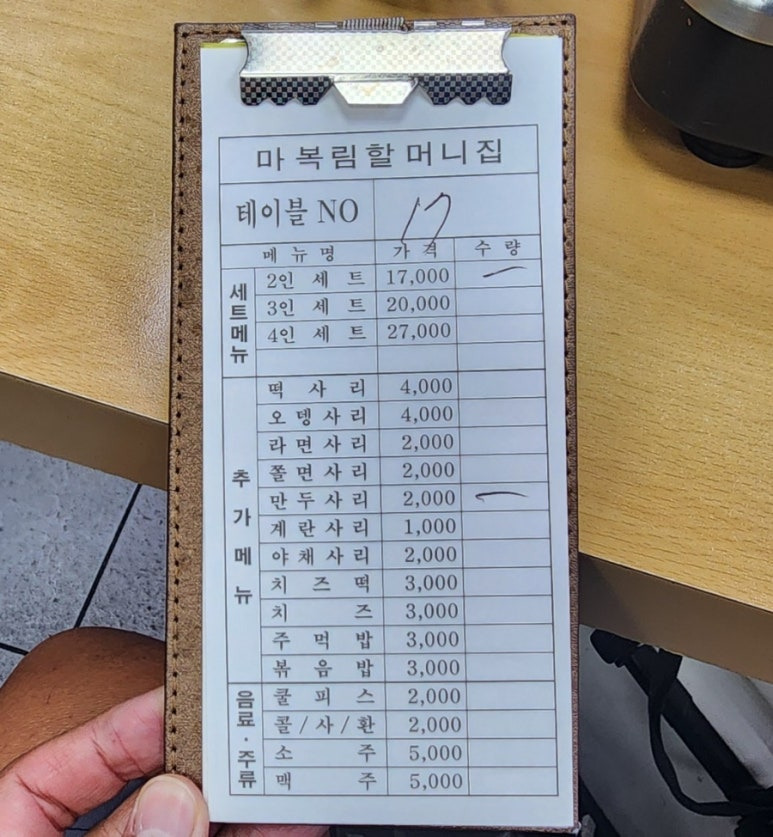 마복림할머니집
테이블 NO 17
메뉴명 가격 수량
세트메뉴
2인 세트 17,000 一
3인 세트 20,000
4인 세트 27,000
추가메뉴
떡사리 4,000
오뎅사리 4,000
라면사리 2,000
쫄면사리 2,000
만두사리 2,000 一
계란사리 1,000
야채사리 2,000
치즈떡 3,000
치즈 3,000
주먹밥 3,000
볶음밥 3,000
음료·주류
쿨피스 2,000
콜/사/환 2,000
소주 5,000
맥주 5,000